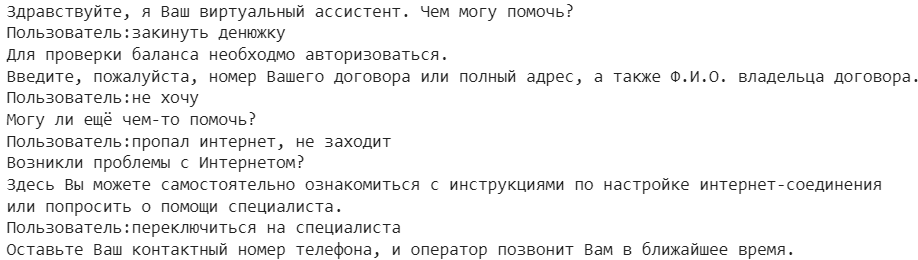 Здравствуйте, я Ваш виртуальный ассистент. Чем могу помочь?
Пользователь:закинуть денюжку
Для проверки баланса необходмо авторизоваться.
Введите, пожалуйста, номер Вашего договора или полный адрес, а также Ф.И.О. владельца договора.
Пользователь:не хочу
Могу ли ещё чем-то помочь?
Пользователь:пропал интернет, не заходит
Возникли проблемы с Интернетом?
Здесь Вы можете самостоятельно ознакомиться с инструкциями по настройке интернет-соединения
или попросить о помощи специалиста.
Пользователь:переключиться на специалиста
Оставьте Ваш контактный номер телефона, и оператор позвонит Вам в ближайшее время.